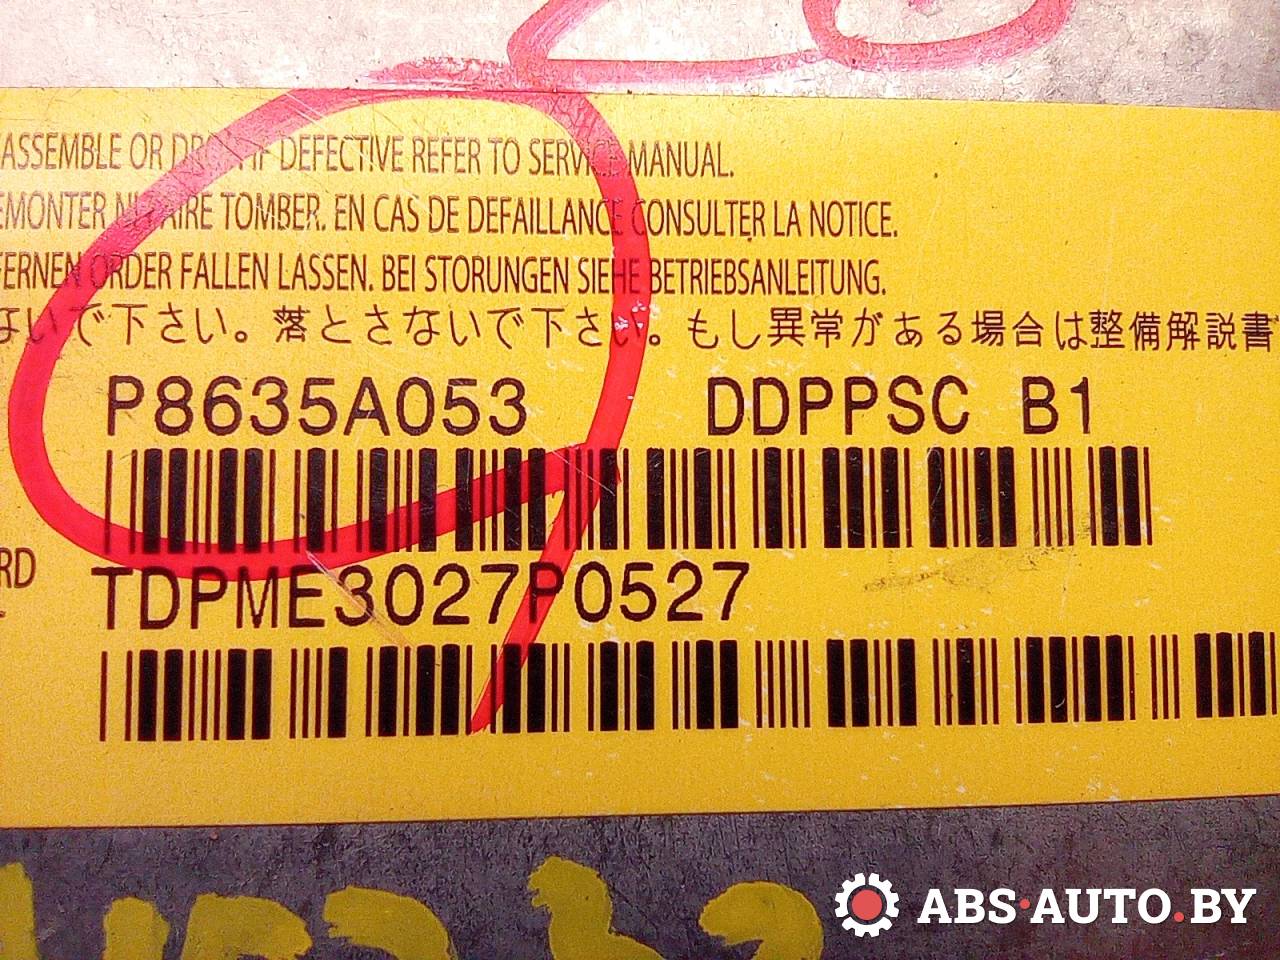 ASSEMBLE OR DROP. IF DEFECTIVE REFER TO SERVICE MANUAL.
EMONTER NI FAIRE TOMBER. EN CAS DE DEFAILLANCE CONSULTER LA NOTICE.
FERNEN ORDER FALLEN LASSEN. BEI STORUNGEN SIEHE BETRIEBSANLEITUNG.
ないで下さい。落とさないで下さい。もし異常がある場合は整備解説書
P8635A053 DDPPSC B1
RD
TDPME3027P0527
ABS·AUTO.BY